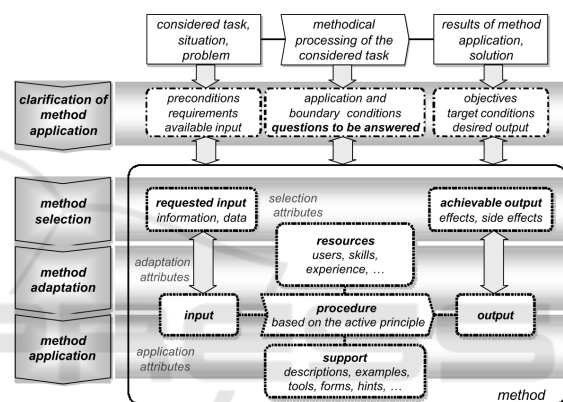 considered task,
situation,
problem
methodical
processing of the
considered task
results of method
application,
solution
clarification of
method
application
preconditions
requirements
available input
application and
boundary conditions
questions to be answered
objectives
target conditions
desired output
method
selection
requested input
information, data
selection
attributes
achievable output
effects, side effects
resources
users, skills,
experience, ...
method
adaptation
adaptation
attributes
input
procedure
based on the active principle
output
method
application
application
attributes
support
descriptions, examples,
tools, forms, hints, ...
method